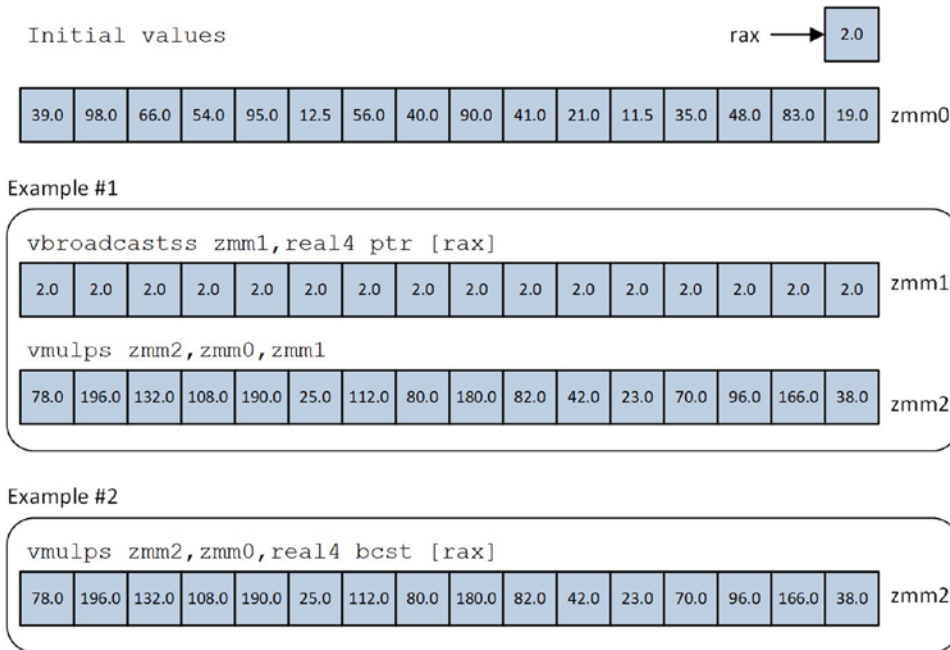 Initial values
rax 2.0
39.0 98.0 66.0 54.0 95.0 12.5 56.0 40.0 90.0 41.0 21.0 11.5 35.0 48.0 83.0 19.0 zmm0
Example #1
vbroadcastss zmm1,real4 ptr [rax]
2.0 2.0 2.0 2.0 2.0 2.0 2.0 2.0 2.0 2.0 2.0 2.0 2.0 2.0 2.0 2.0 zmm1
vmulps zmm2,zmm0,zmm1
78.0 196.0 132.0 108.0 190.0 25.0 112.0 80.0 180.0 82.0 42.0 23.0 70.0 96.0 166.0 38.0 zmm2
Example #2
vmulps zmm2,zmm0,real4 bcst [rax]
78.0 196.0 132.0 108.0 190.0 25.0 112.0 80.0 180.0 82.0 42.0 23.0 70.0 96.0 166.0 38.0 zmm2